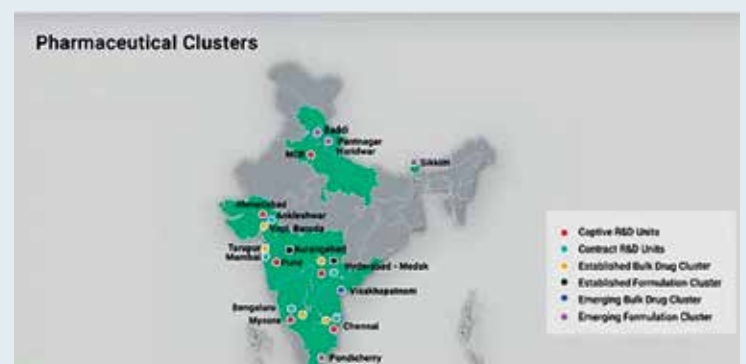 Pharmaceutical Clusters
Baddi
Pantnagar
Haridwar
NCR
Sikkim
Ahmedabad
Ankleshwar
Vapi, Baroda
Tarapur
Mumbai
Aurangabad
Pune
Hyderabad - Medak
Visakhapatnam
Bengaluru
Mysore
Chennai
Pondicherry
Captive R&D Units
Contract R&D Units
Established Bulk Drug Cluster
Established Formulation Cluster
Emerging Bulk Drug Cluster
Emerging Formulation Cluster